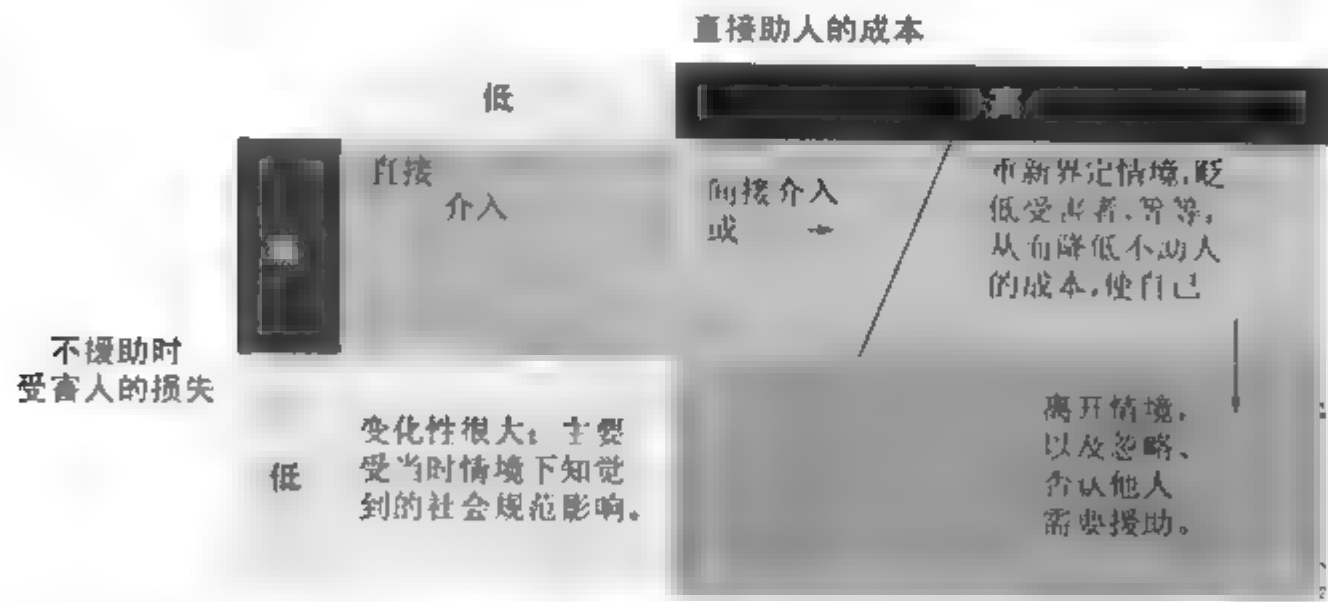 直接助人的成本
低
高
直接
介入
间接介入
或
重新界定情境,贬
低受害者,等等,
从而降低不助人
的成本,使自己
不援助时
受害人的损失
低
变化性很大;主要
受当时情境下知觉
到的社会规范影响。
离开情境,
以及忽略、
否认他人
需要援助。